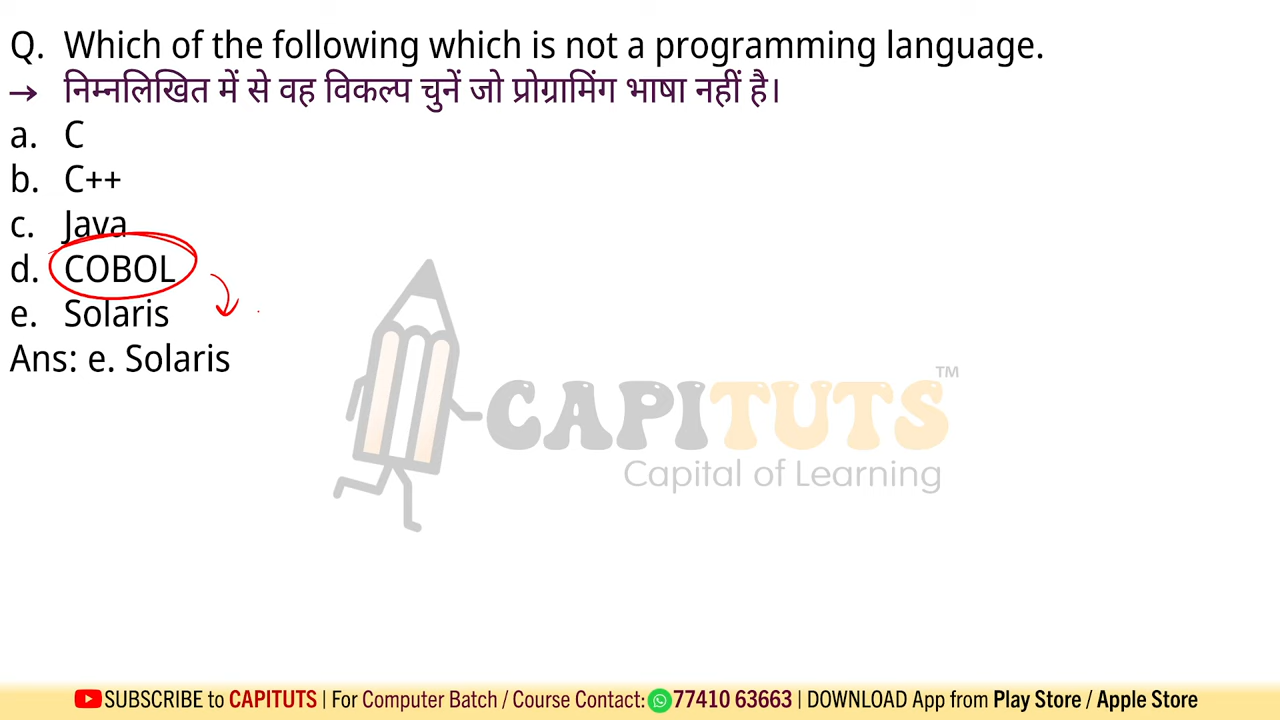 Q. Which of the following which is not a programming language.
→ निम्नलिखित में से वह विकल्प चुनें जो प्रोग्रामिंग भाषा नहीं है।
a. C
b. C++
c. Java
d. COBOL
e. Solaris
Ans: e. Solaris
CAPITUTS™
Capital of Learning
SUBSCRIBE to CAPITUTS | For Computer Batch / Course Contact: 77410 63663 | DOWNLOAD App from Play Store / Apple Store